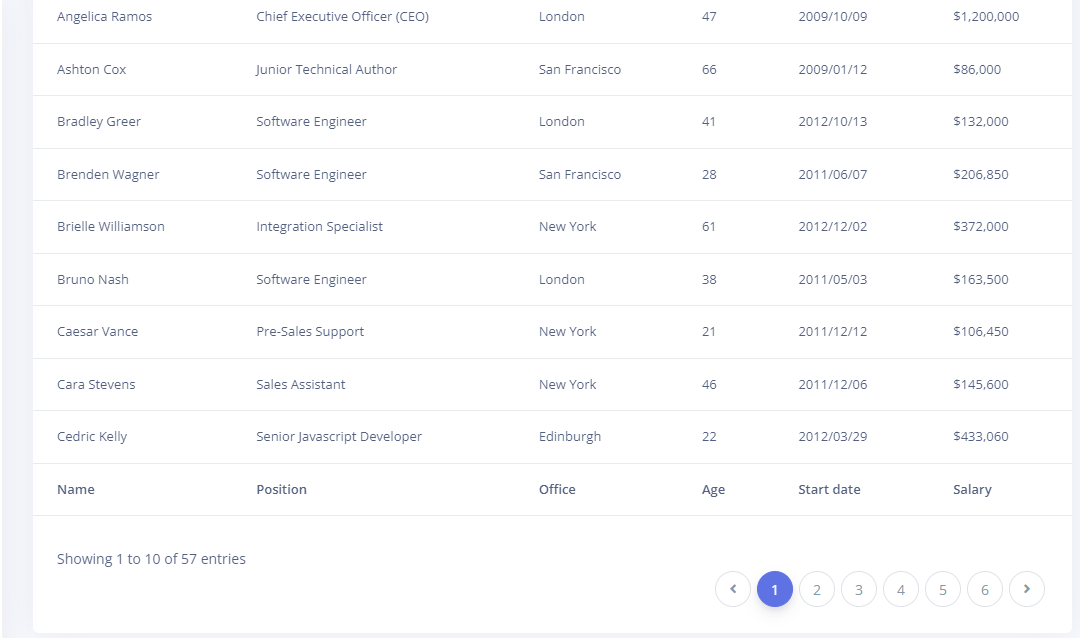 Angelica Ramos Chief Executive Officer (CEO) London 47 2009/10/09 $1,200,000
Ashton Cox Junior Technical Author San Francisco 66 2009/01/12 $86,000
Bradley Greer Software Engineer London 41 2012/10/13 $132,000
Brenden Wagner Software Engineer San Francisco 28 2011/06/07 $206,850
Brielle Williamson Integration Specialist New York 61 2012/12/02 $372,000
Bruno Nash Software Engineer London 38 2011/05/03 $163,500
Caesar Vance Pre-Sales Support New York 21 2011/12/12 $106,450
Cara Stevens Sales Assistant New York 46 2011/12/06 $145,600
Cedric Kelly Senior Javascript Developer Edinburgh 22 2012/03/29 $433,060
Name Position Office Age Start date Salary
Showing 1 to 10 of 57 entries
1 2 3 4 5 6